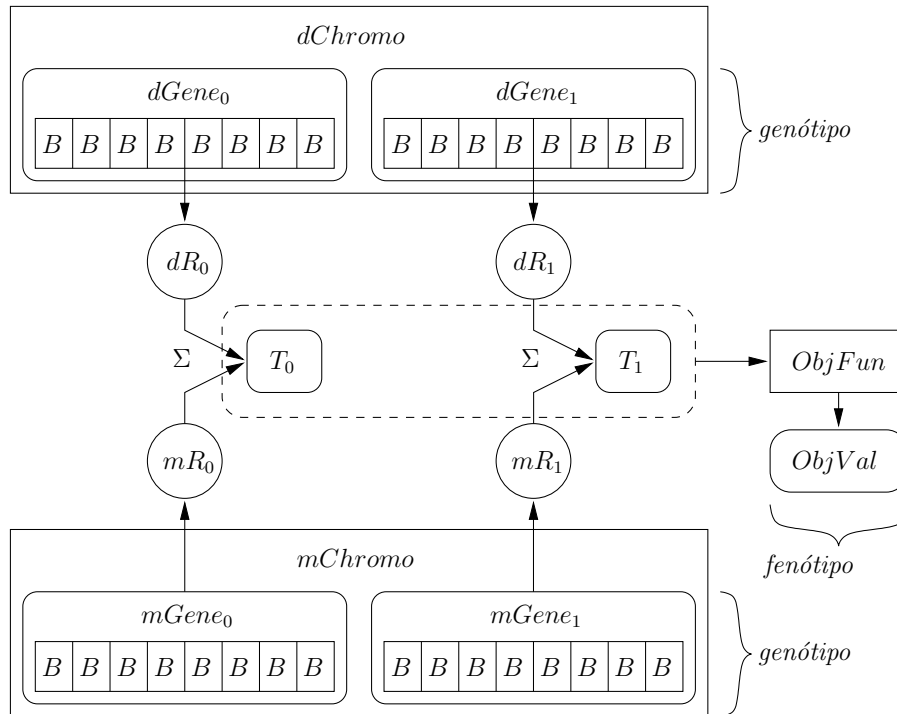 dChromo
dGene₀ dGene₁
B B B B B B B B B B B B B B B B
genótipo
dR₀ dR₁
Σ T₀ Σ T₁ ObjFun
mR₀ mR₁ ObjVal
mChromo
fenótipo
mGene₀ mGene₁
B B B B B B B B B B B B B B B B
genótipo